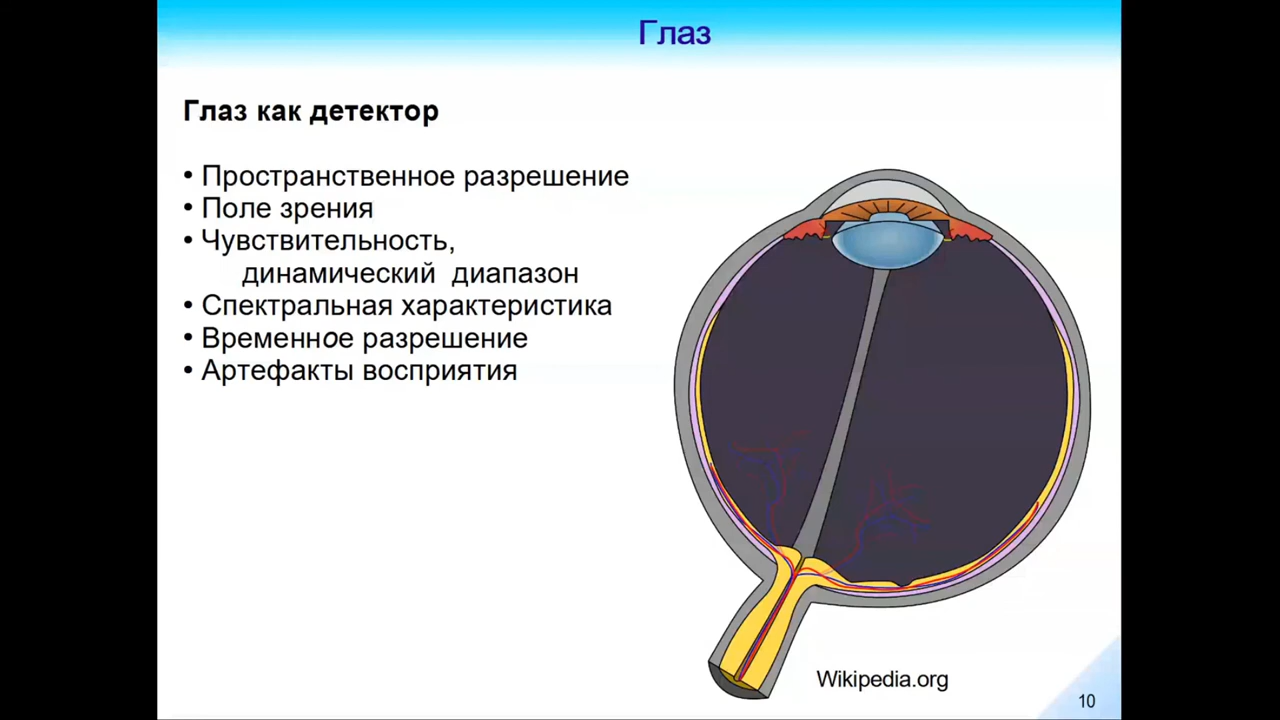 Глаз
Глаз как детектор
• Пространственное разрешение
• Поле зрения
• Чувствительность,
динамический диапазон
• Спектральная характеристика
• Временное разрешение
• Артефакты восприятия
Wikipedia.org
10